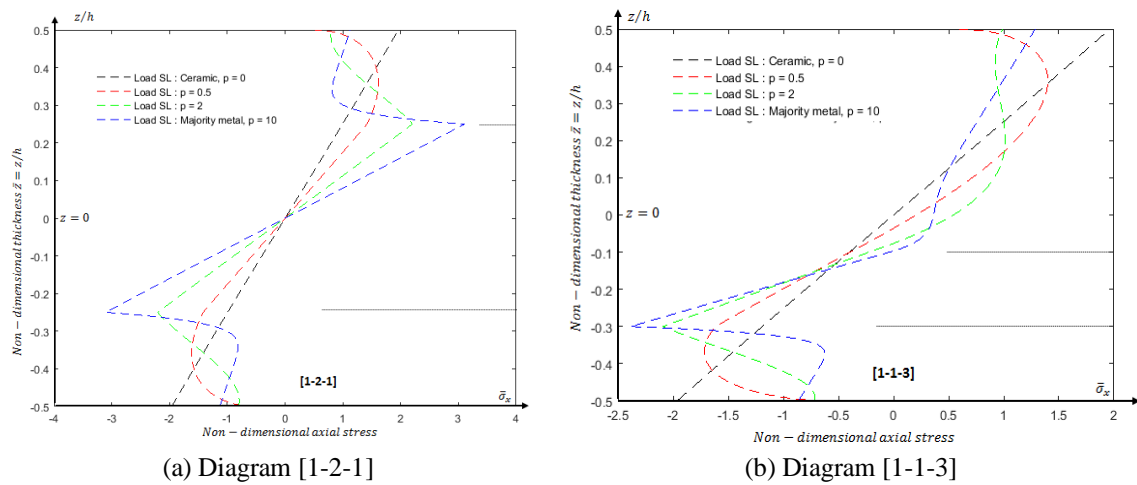 z/h
0.5
0.4
0.3
0.2
0.1
0
-0.1
-0.2
-0.3
-0.4
-0.5
Non − dimensional thickness z̄ = z/h
Load SL : Ceramic, p = 0
Load SL : p = 0.5
Load SL : p = 2
Load SL : Majority metal, p = 10
z = 0
[1-2-1]
σ̄x
-4 -3 -2 -1 0 1 2 3 4
Non − dimensional axial stress
(a) Diagram [1-2-1]
z/h
0.5
0.4
0.3
0.2
0.1
0
-0.1
-0.2
-0.3
-0.4
-0.5
Non − dimensional thickness z̄ = z/h
Load SL : Ceramic, p = 0
Load SL : p = 0.5
Load SL : p = 2
Load SL : Majority metal, p = 10
z = 0
[1-1-3]
σ̄x
-2.5 -2 -1.5 -1 -0.5 0 0.5 1 1.5 2
Non − dimensional axial stress
(b) Diagram [1-1-3]